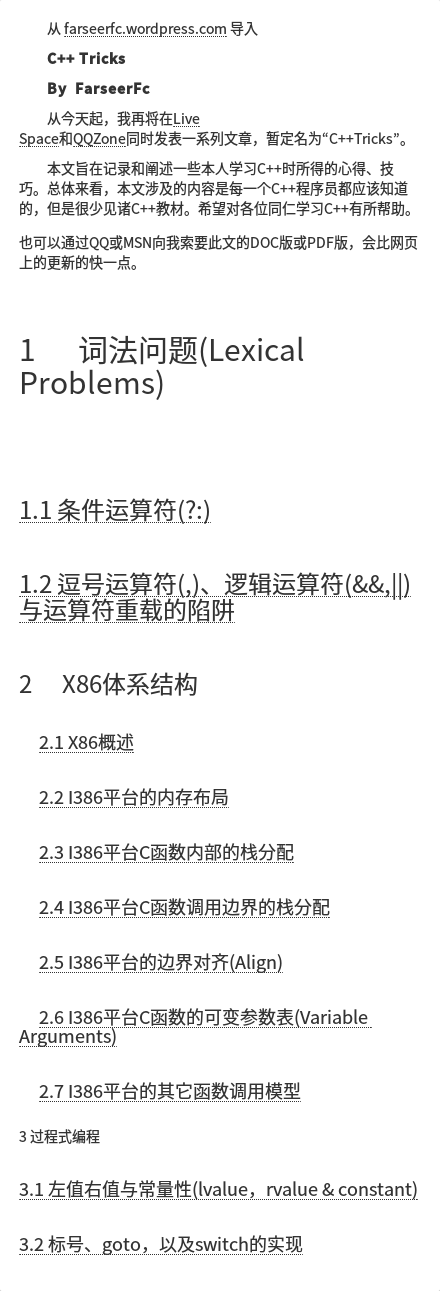 从 farseerfc.wordpress.com 导入
C++ Tricks
By FarseerFc
从今天起，我再将在Live
Space和QQZone同时发表一系列文章，暂定名为“C++Tricks”。
本文旨在记录和阐述一些本人学习C++时所得的心得、技
巧。总体来看，本文涉及的内容是每一个C++程序员都应该知道
的，但是很少见诸C++教材。希望对各位同仁学习C++有所帮助。
也可以通过QQ或MSN向我索要此文的DOC版或PDF版，会比网页
上的更新的快一点。
1 词法问题(Lexical
Problems)
1.1 条件运算符(?:)
1.2 逗号运算符(,)、逻辑运算符(&&,||)
与运算符重载的陷阱
2 X86体系结构
2.1 X86概述
2.2 I386平台的内存布局
2.3 I386平台C函数内部的栈分配
2.4 I386平台C函数调用边界的栈分配
2.5 I386平台的边界对齐(Align)
2.6 I386平台C函数的可变参数表(Variable
Arguments)
2.7 I386平台的其它函数调用模型
3 过程式编程
3.1 左值右值与常量性(lvalue，rvalue & constant)
3.2 标号、goto，以及switch的实现